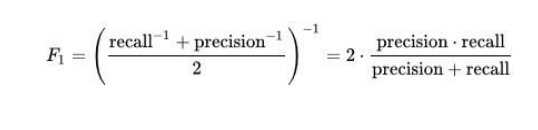 F₁ = ( (recall⁻¹ + precision⁻¹) / 2 )⁻¹ = 2 · (precision · recall) / (precision + recall)